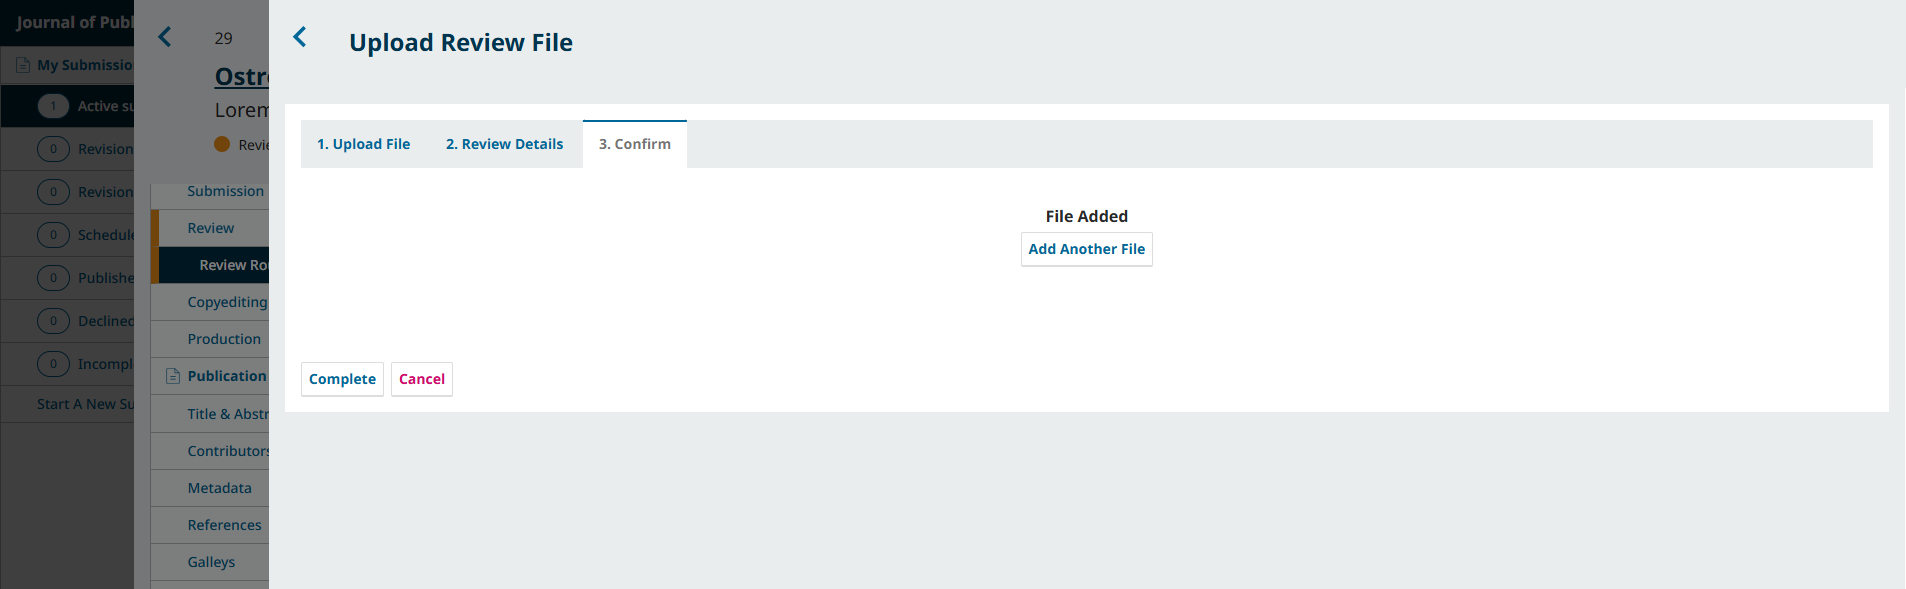 Journal of Publ
My Submissio
1 Active su
0 Revision
0 Revision
0 Schedule
0 Publishe
0 Declined
0 Incompl
Start A New Su
29
Ostr
Lorem
Revie
Submission
Review
Review Rou
Copyediting
Production
Publication
Title & Abstr
Contributors
Metadata
References
Galleys
Upload Review File
1. Upload File
2. Review Details
3. Confirm
File Added
Add Another File
Complete
Cancel